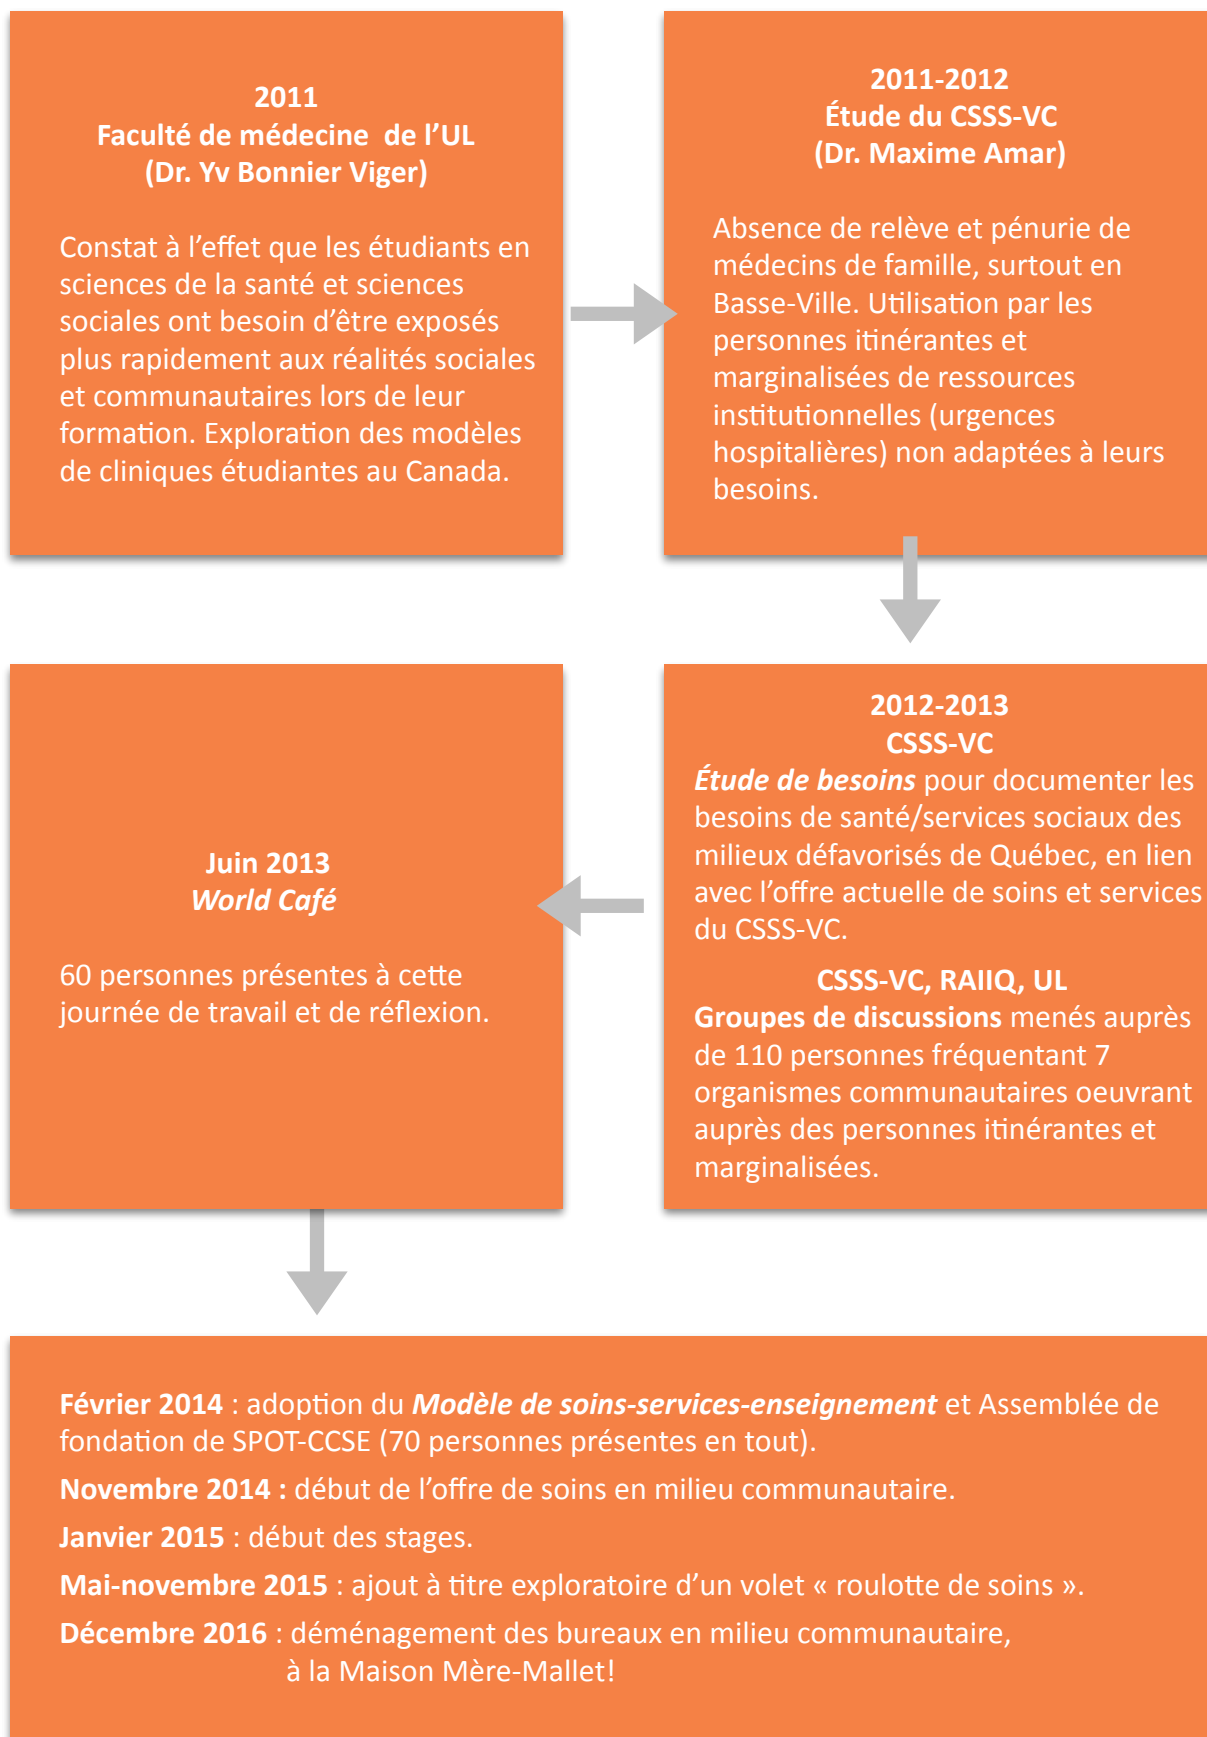 2011
Faculté de médecine de l'UL
(Dr. Yv Bonnier Viger)
Constat à l'effet que les étudiants en
sciences de la santé et sciences
sociales ont besoin d'être exposés
plus rapidement aux réalités sociales
et communautaires lors de leur
formation. Exploration des modèles
de cliniques étudiantes au Canada.
2011-2012
Étude du CSSS-VC
(Dr. Maxime Amar)
Absence de relève et pénurie de
médecins de famille, surtout en
Basse-Ville. Utilisation par les
personnes itinérantes et
marginalisées de ressources
institutionnelles (urgences
hospitalières) non adaptées à leurs
besoins.
2012-2013
CSSS-VC
Étude de besoins pour documenter les
besoins de santé/services sociaux des
milieux défavorisés de Québec, en lien
avec l'offre actuelle de soins et services
du CSSS-VC.
CSSS-VC, RAIIQ, UL
Groupes de discussions menés auprès
de 110 personnes fréquentant 7
organismes communautaires oeuvrant
auprès des personnes itinérantes et
marginalisées.
Juin 2013
World Café
60 personnes présentes à cette
journée de travail et de réflexion.
Février 2014 : adoption du Modèle de soins-services-enseignement et Assemblée de
fondation de SPOT-CCSE (70 personnes présentes en tout).
Novembre 2014 : début de l'offre de soins en milieu communautaire.
Janvier 2015 : début des stages.
Mai-novembre 2015 : ajout à titre exploratoire d'un volet « roulotte de soins ».
Décembre 2016 : déménagement des bureaux en milieu communautaire,
à la Maison Mère-Mallet!